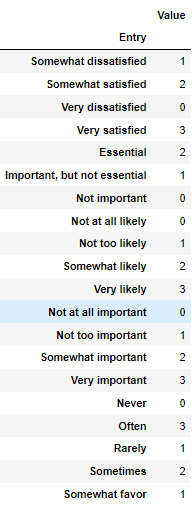 Value
Entry
Somewhat dissatisfied 1
Somewhat satisfied 2
Very dissatisfied 0
Very satisfied 3
Essential 2
Important, but not essential 1
Not important 0
Not at all likely 0
Not too likely 1
Somewhat likely 2
Very likely 3
Not at all important 0
Not too important 1
Somewhat important 2
Very important 3
Never 0
Often 3
Rarely 1
Sometimes 2
Somewhat favor 1